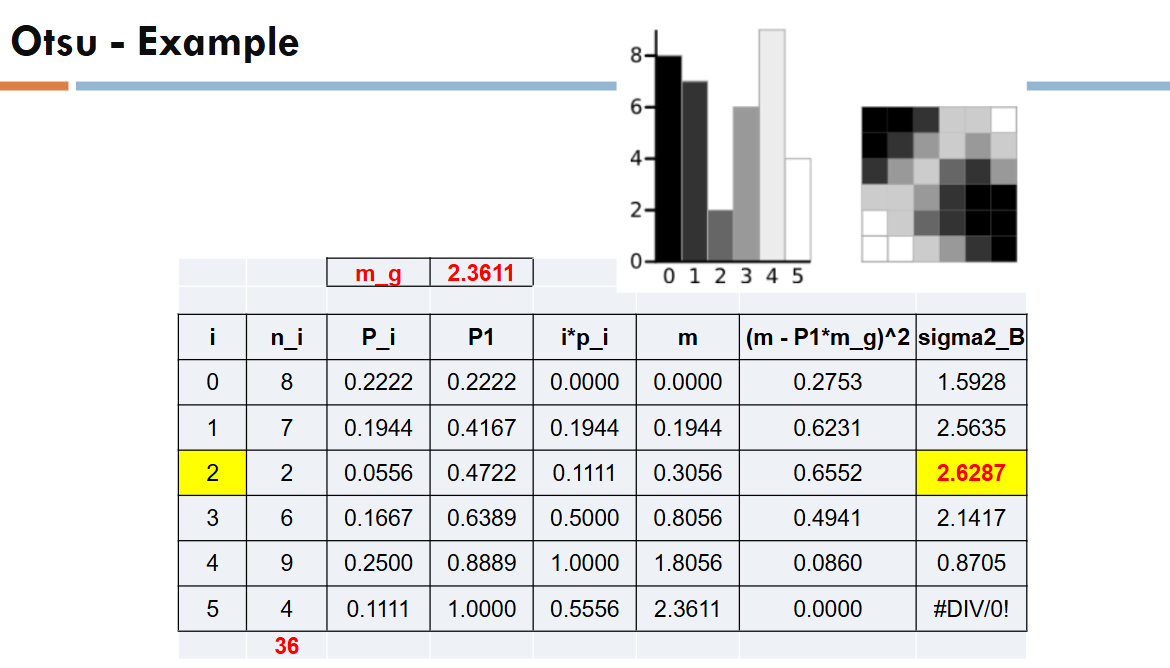 Otsu - Example
8
6
4
2
0
0 1 2 3 4 5
m_g 2.3611
i n_i P_i P1 i*p_i m (m - P1*m_g)^2 sigma2_B
0 8 0.2222 0.2222 0.0000 0.0000 0.2753 1.5928
1 7 0.1944 0.4167 0.1944 0.1944 0.6231 2.5635
2 2 0.0556 0.4722 0.1111 0.3056 0.6552 2.6287
3 6 0.1667 0.6389 0.5000 0.8056 0.4941 2.1417
4 9 0.2500 0.8889 1.0000 1.8056 0.0860 0.8705
5 4 0.1111 1.0000 0.5556 2.3611 0.0000 #DIV/0!
36